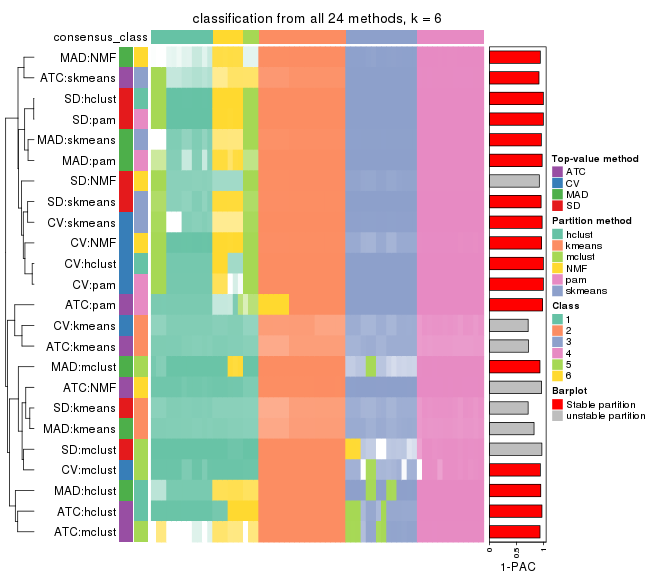 classification from all 24 methods, k = 6
consensus_class
MAD:NMF
ATC:skmeans
SD:hclust
SD:pam
MAD:skmeans
MAD:pam
SD:NMF
SD:skmeans
CV:skmeans
CV:NMF
CV:hclust
CV:pam
ATC:pam
CV:kmeans
ATC:kmeans
MAD:mclust
ATC:NMF
SD:kmeans
MAD:kmeans
SD:mclust
CV:mclust
MAD:hclust
ATC:hclust
ATC:mclust
0
0.5
1
1-PAC
Top-value method
ATC
CV
MAD
SD
Partition method
hclust
kmeans
mclust
NMF
pam
skmeans
Class
1
2
3
4
5
6
Barplot
Stable partition
unstable partition